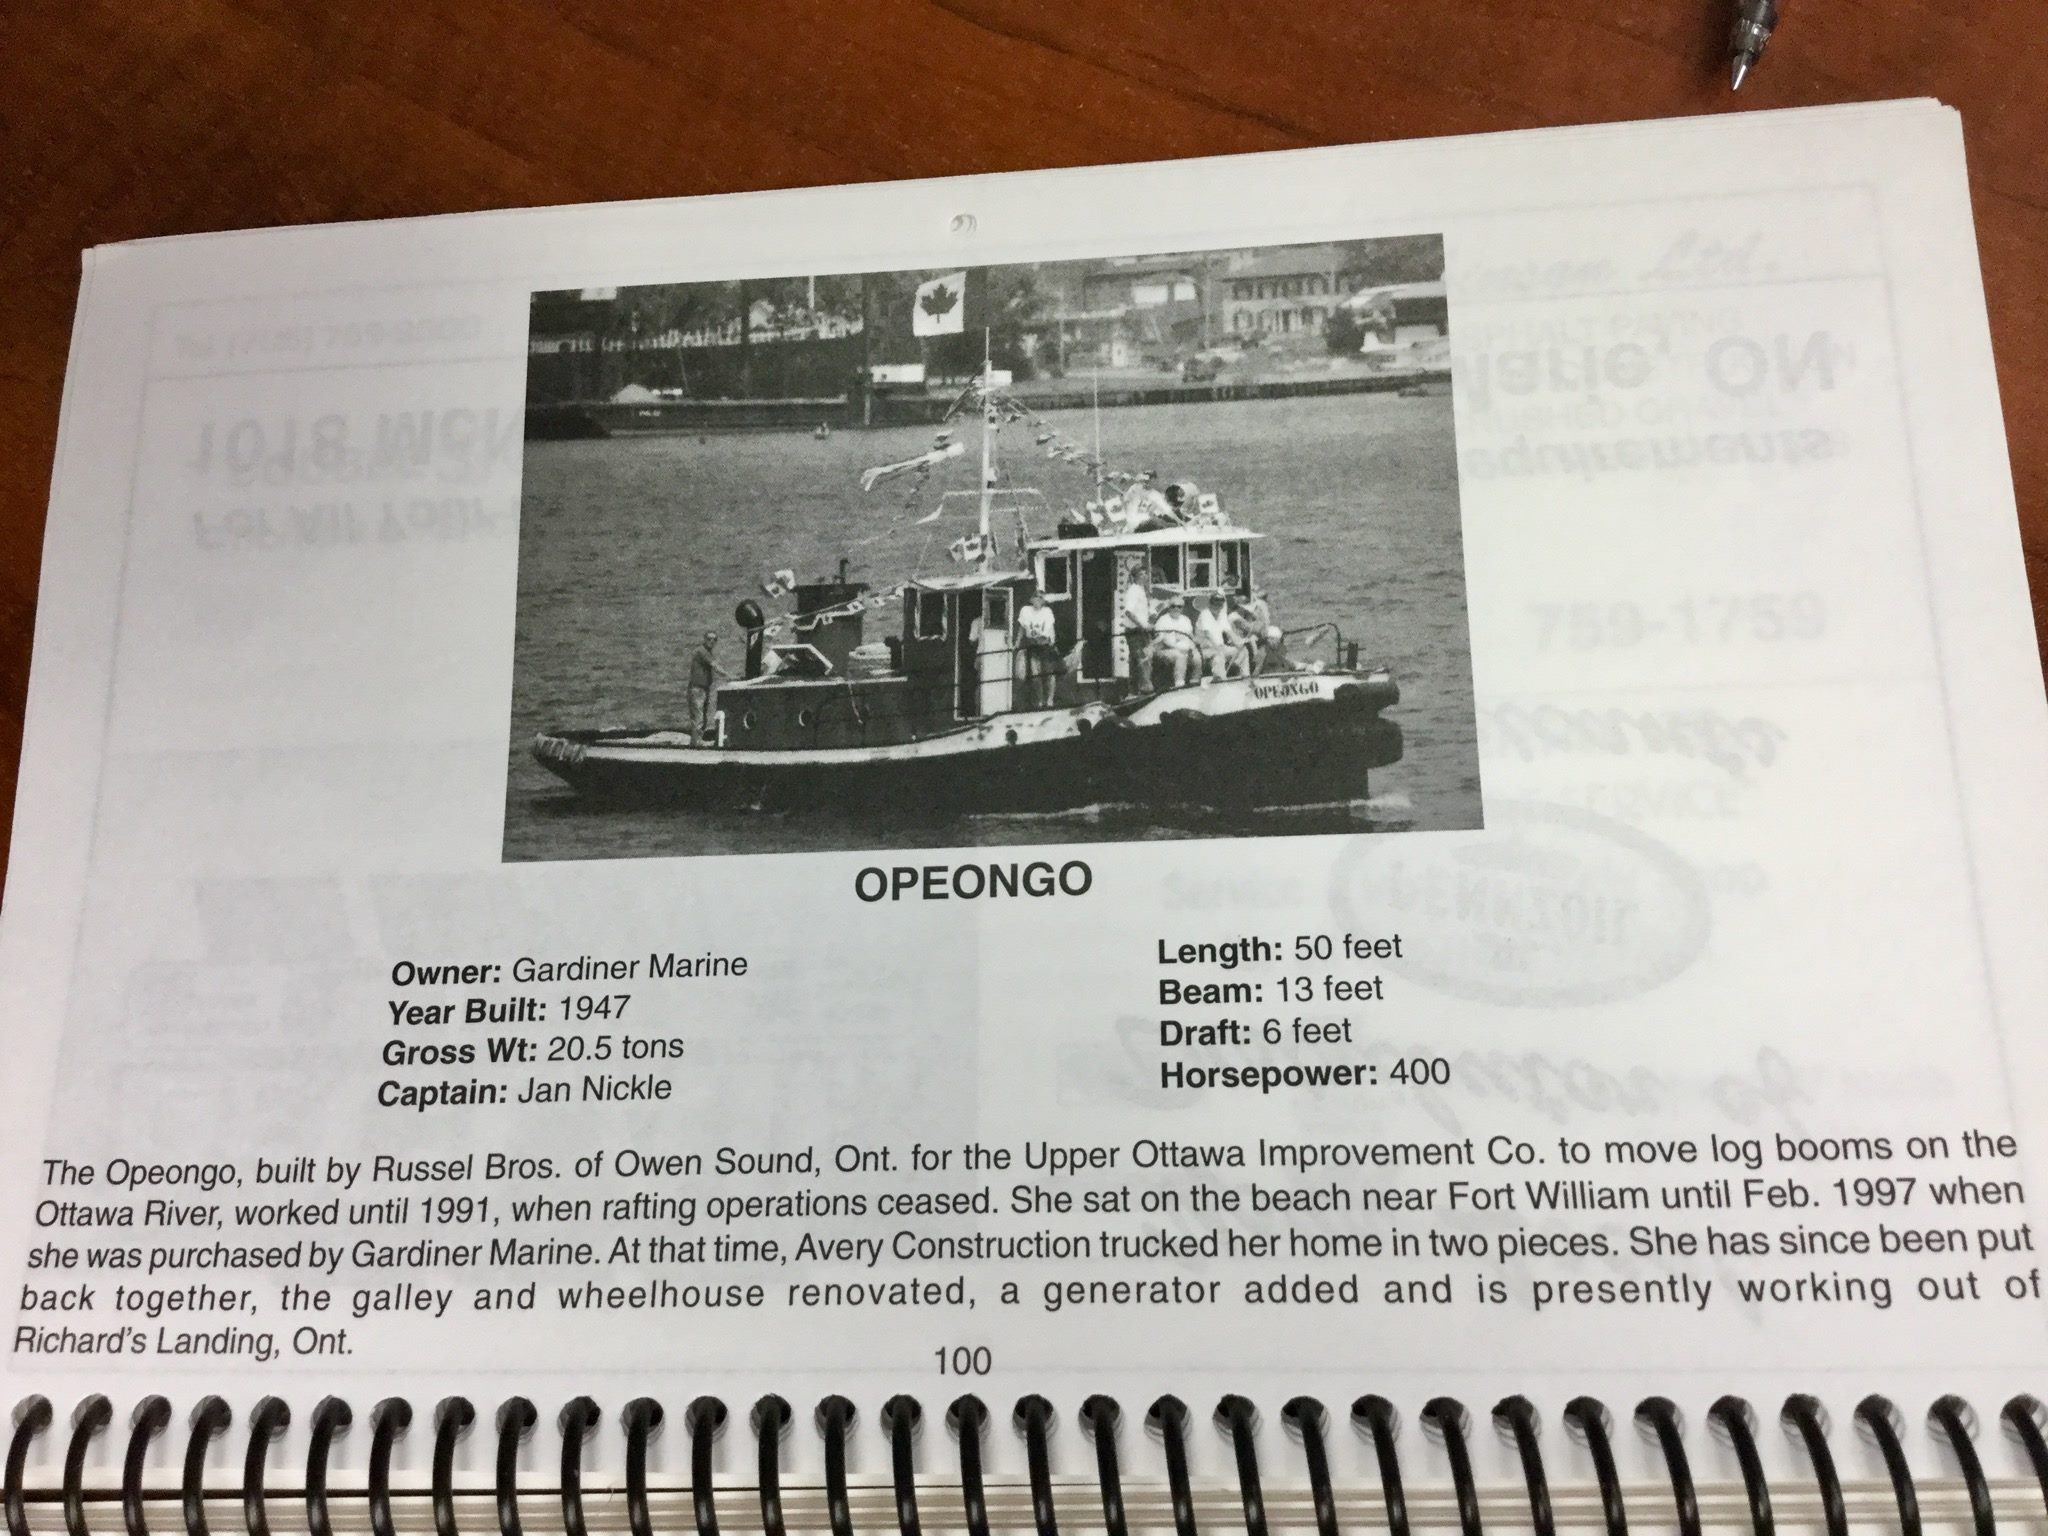 OPEONGO
OPEONGO
Owner: Gardiner Marine
Year Built: 1947
Gross Wt: 20.5 tons
Captain: Jan Nickle
Length: 50 feet
Beam: 13 feet
Draft: 6 feet
Horsepower: 400
The Opeongo, built by Russel Bros. of Owen Sound, Ont. for the Upper Ottawa Improvement Co. to move log booms on the
Ottawa River, worked until 1991, when rafting operations ceased. She sat on the beach near Fort William until Feb. 1997 when
she was purchased by Gardiner Marine. At that time, Avery Construction trucked her home in two pieces. She has since been put
back together, the galley and wheelhouse renovated, a generator added and is presently working out of
Richard's Landing, Ont.
100